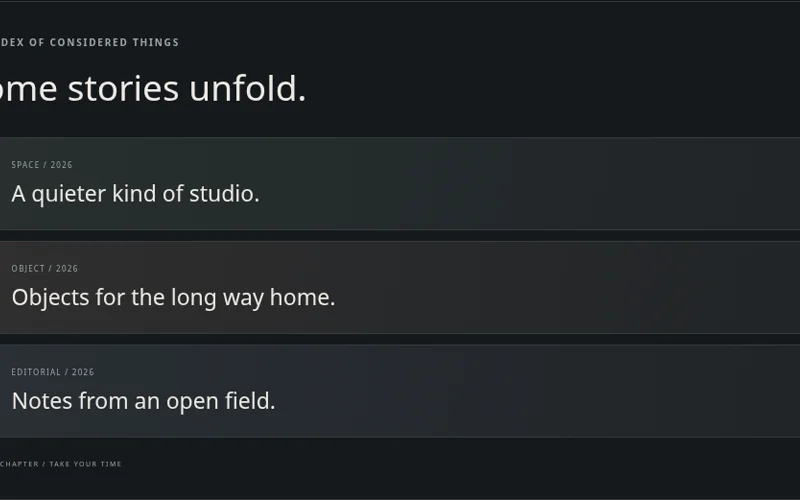 DEX OF CONSIDERED THINGS
ome stories unfold.
SPACE / 2026
A quieter kind of studio.
OBJECT / 2026
Objects for the long way home.
EDITORIAL / 2026
Notes from an open field.
CHAPTER / TAKE YOUR TIME